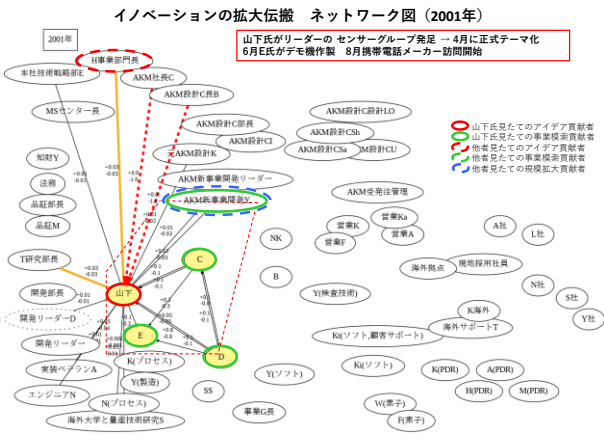 イノベーションの拡大伝搬　ネットワーク図（2001年）
2001年
山下氏がリーダーの センサーグループ発足 → 4月に正式テーマ化
6月E氏がデモ機作製　8月携帯電話メーカー訪問開始
H事業部門長
本社技術戦略部E
AKM社長C
AKM設計C長B
MSセンター長
AKM設計C部長
AKM設計CI
AKM設計K
AKM設計C設計LO
AKM設計CSh
AKM設計CSa
AKM設計CU
山下氏見たてのアイデア貢献者
山下氏見たての事業模索貢献者
他者見たてのアイデア貢献者
他者見たての事業模索貢献者
他者見たての規模拡大貢献者
知財Y
法務
品証部長
品証M
AKM新事業開発リーダー
AKM新事業開発Y
AKM受発注管理
営業K
営業Ka
営業F
営業A
A社
L社
NK
T研究部長
C
B
海外拠点
現地採用社員
N社
S社
Y社
開発部長
山下
Y(検査技術)
K海外
海外サポートT
開発リーダーD
開発リーダー
E
D
Ki(ソフト,顧客サポート)
K(プロセス)
実装ベテランA
Y(製造)
エンジニアN
N(プロセス)
海外大学と量産技術研究S
SS
Y(ソフト)
Ki(ソフト)
K(PDR)
A(PDR)
H(PDR)
M(PDR)
事業G長
W(素子)
F(素子)